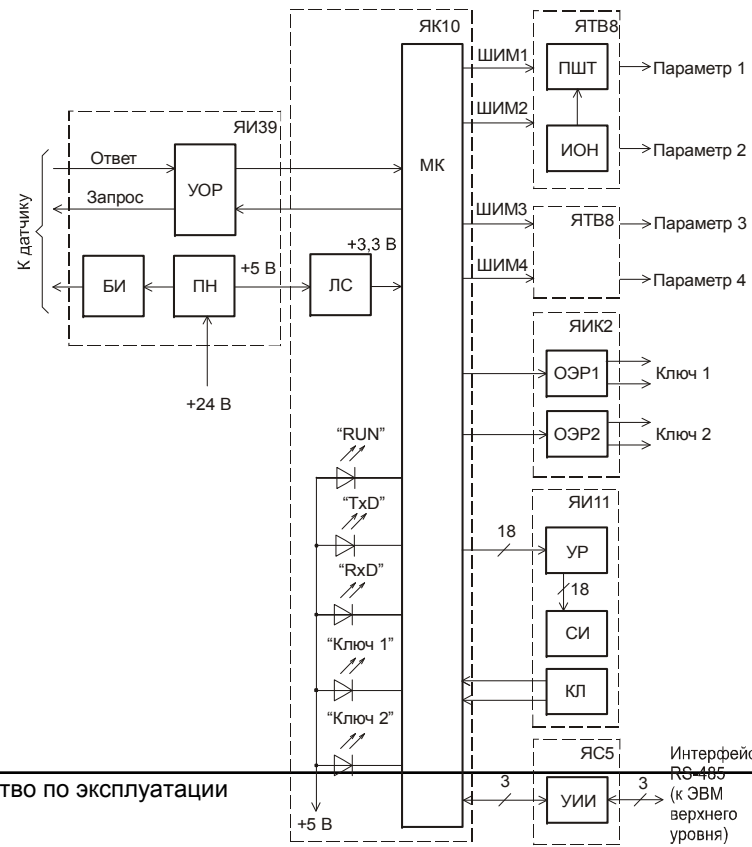 ЯК10
ЯТВ8
ШИМ1
ПШТ
Параметр 1
ШИМ2
ИОН
Параметр 2
МК
ЯИ39
Ответ
УОР
Запрос
К датчику
БИ
ПН
+5 В
+24 В
+3,3 В
ЛС
ШИМ3
ЯТВ8
Параметр 3
ШИМ4
Параметр 4
ЯИК2
ОЭР1
Ключ 1
ОЭР2
Ключ 2
“RUN”
“TxD”
“RxD”
“Ключ 1”
“Ключ 2”
+5 В
ЯИ11
18
УР
18
СИ
КЛ
ЯС5
3
УИИ
3
Интерфейс
RS-485
(к ЭВМ
верхнего
уровня)
тво по эксплуатации